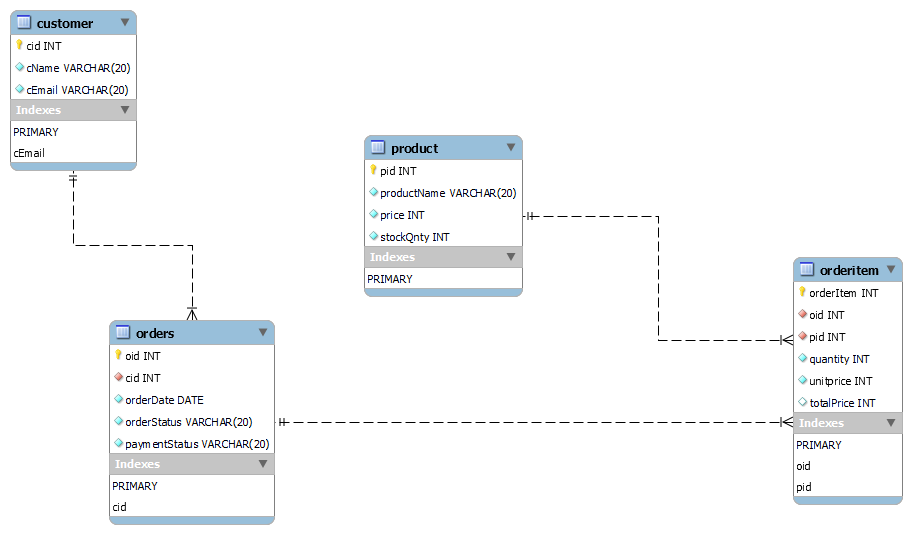 customer
cid INT
cName VARCHAR(20)
cEmail VARCHAR(20)
Indexes
PRIMARY
cEmail
product
pid INT
productName VARCHAR(20)
price INT
stockQnty INT
Indexes
PRIMARY
orders
oid INT
cid INT
orderDate DATE
orderStatus VARCHAR(20)
paymentStatus VARCHAR(20)
Indexes
PRIMARY
cid
orderitem
orderItem INT
oid INT
pid INT
quantity INT
unitprice INT
totalPrice INT
Indexes
PRIMARY
oid
pid